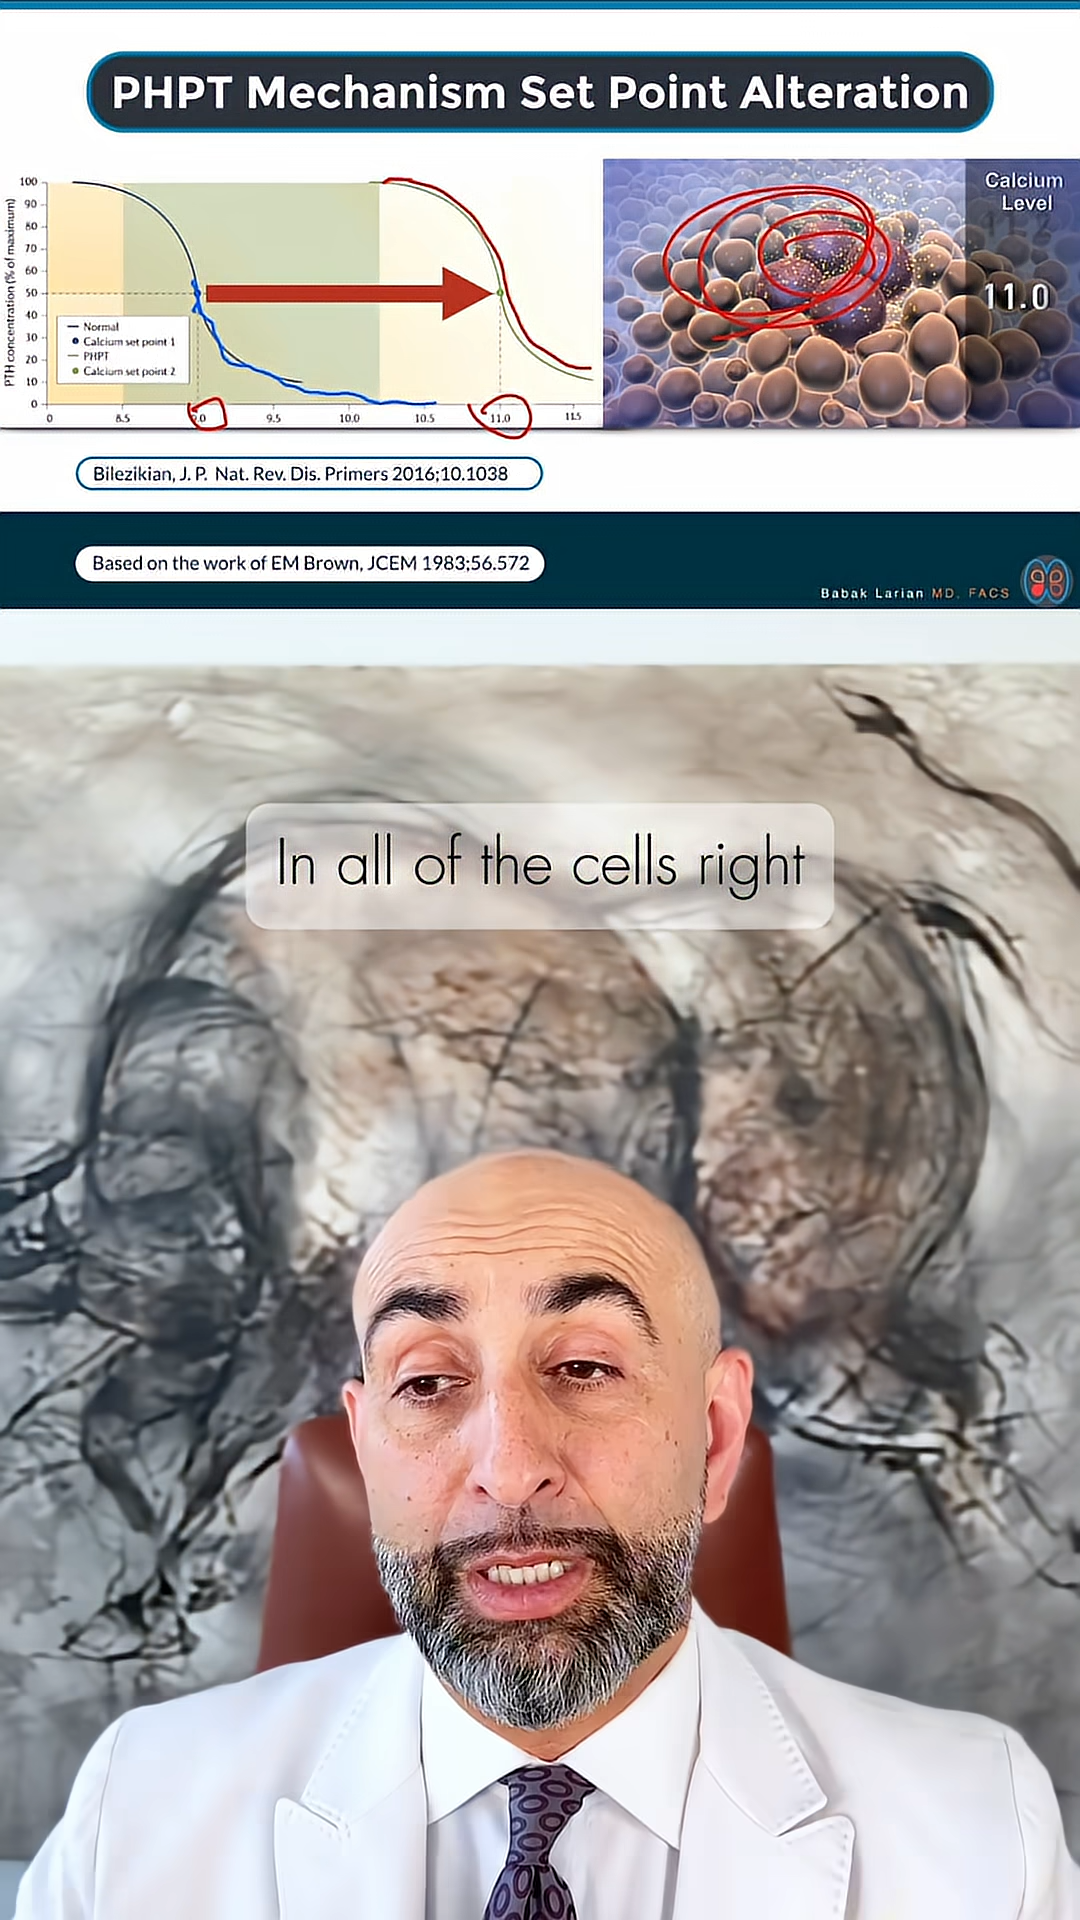 PHPT Mechanism Set Point Alteration
PTH concentration (% of maximum)
100
90
80
70
60
50
40
30
20
10
0
Normal
Calcium set point 1
PHPT
Calcium set point 2
0 8.5 9.0 9.5 10.0 10.5 11.0 11.5
Calcium
Level
11.0
Bilezikian, J. P. Nat. Rev. Dis. Primers 2016;10.1038
Based on the work of EM Brown, JCEM 1983;56.572
Babak Larian MD, FACS
In all of the cells right